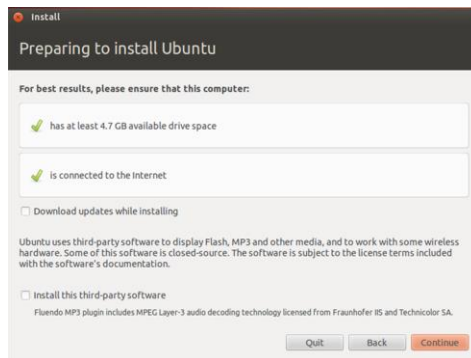 Install
Preparing to install Ubuntu
For best results, please ensure that this computer:
has at least 4.7 GB available drive space
is connected to the Internet
Download updates while installing
Ubuntu uses third-party software to display Flash, MP3 and other media, and to work with some wireless
hardware. Some of this software is closed-source. The software is subject to the license terms included
with the software's documentation.
Install this third-party software
Fluendo MP3 plugin includes MPEG Layer-3 audio decoding technology licensed from Fraunhofer IIS and Technicolor SA.
Quit Back Continue